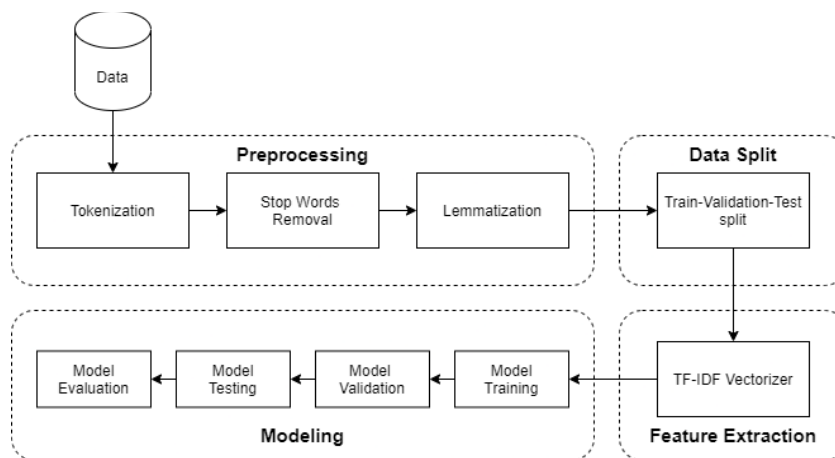 Data
Preprocessing
Data Split
Tokenization
Stop Words
Removal
Lemmatization
Train-Validation-Test
split
TF-IDF Vectorizer
Model
Training
Model
Validation
Model
Testing
Model
Evaluation
Modeling
Feature Extraction